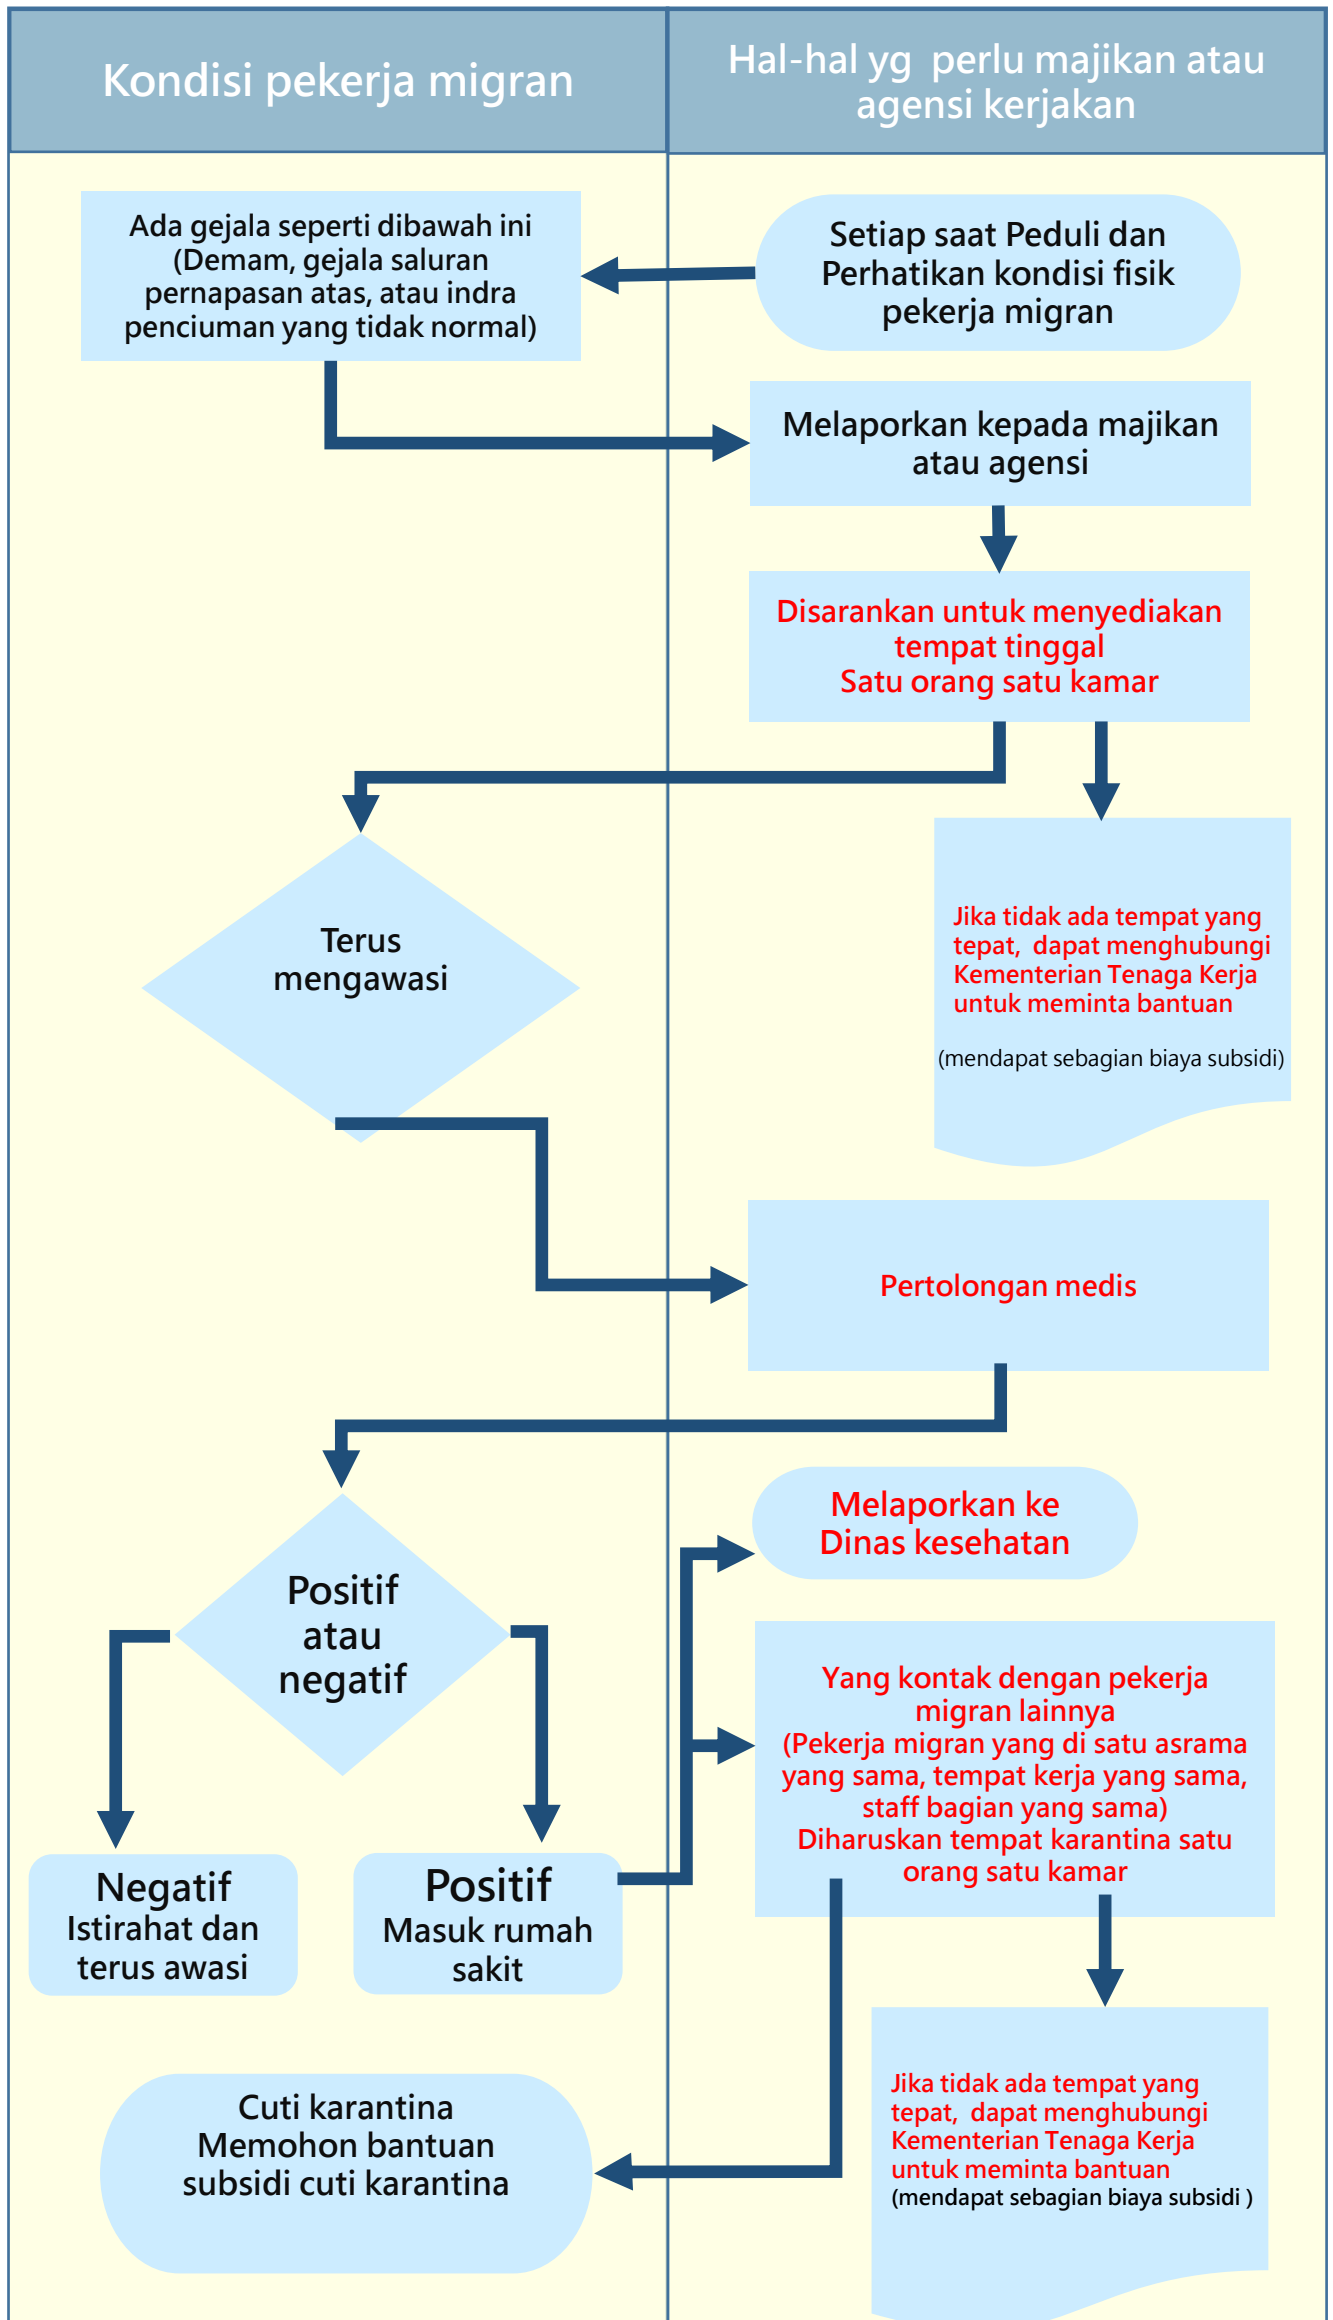 Kondisi pekerja migran
Hal-hal yg perlu majikan atau
agensi kerjakan
Ada gejala seperti dibawah ini
(Demam, gejala saluran
pernapasan atas, atau indra
penciuman yang tidak normal)
Setiap saat Peduli dan
Perhatikan kondisi fisik
pekerja migran
Melaporkan kepada majikan
atau agensi
Disarankan untuk menyediakan
tempat tinggal
Satu orang satu kamar
Terus
mengawasi
Jika tidak ada tempat yang
tepat, dapat menghubungi
Kementerian Tenaga Kerja
untuk meminta bantuan
(mendapat sebagian biaya subsidi)
Pertolongan medis
Positif
atau
negatif
Melaporkan ke
Dinas kesehatan
Yang kontak dengan pekerja
migran lainnya
(Pekerja migran yang di satu asrama
yang sama, tempat kerja yang sama,
staff bagian yang sama)
Diharuskan tempat karantina satu
orang satu kamar
Negatif
Istirahat dan
terus awasi
Positif
Masuk rumah
sakit
Cuti karantina
Memohon bantuan
subsidi cuti karantina
Jika tidak ada tempat yang
tepat, dapat menghubungi
Kementerian Tenaga Kerja
untuk meminta bantuan
(mendapat sebagian biaya subsidi )